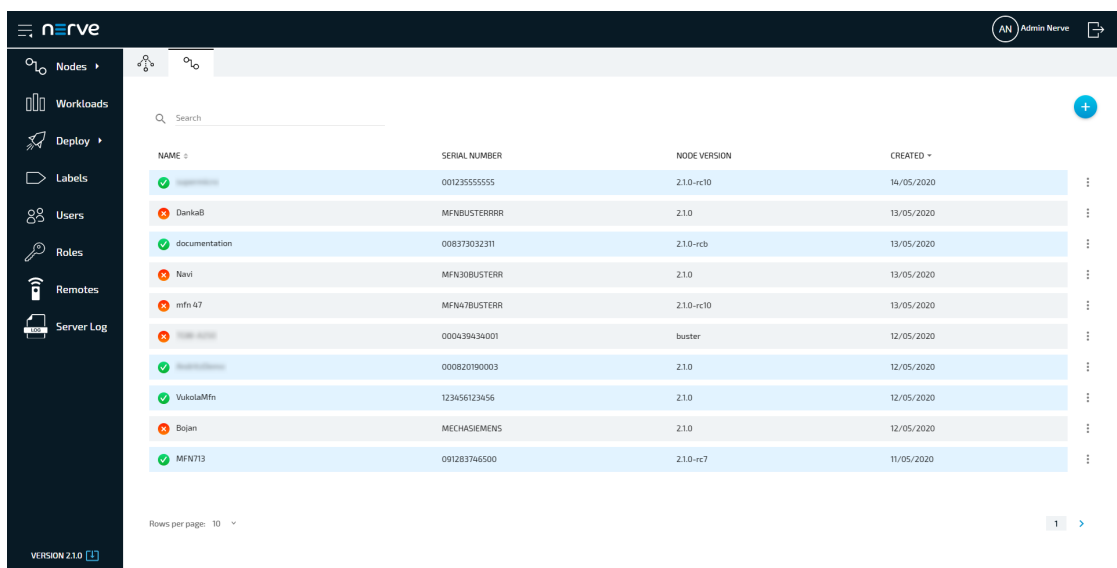 nerve
AN Admin Nerve
Nodes
Workloads
Deploy
Labels
Users
Roles
Remotes
LOG Server Log
VERSION 2.1.0
Search
NAME SERIAL NUMBER NODE VERSION CREATED
001235555555 2.1.0-rc10 14/05/2020
DankaB MFNBUSTERRRR 2.1.0 13/05/2020
documentation 008373032311 2.1.0-rcb 13/05/2020
Navi MFN30BUSTERR 2.1.0 13/05/2020
mfn 47 MFN47BUSTERR 2.1.0-rc10 13/05/2020
000439434001 buster 12/05/2020
000820190003 2.1.0 12/05/2020
VukolaMfn 123456123456 2.1.0 12/05/2020
Bojan MECHASIEMENS 2.1.0 12/05/2020
MFN713 091283746500 2.1.0-rc7 11/05/2020
Rows per page: 10
1